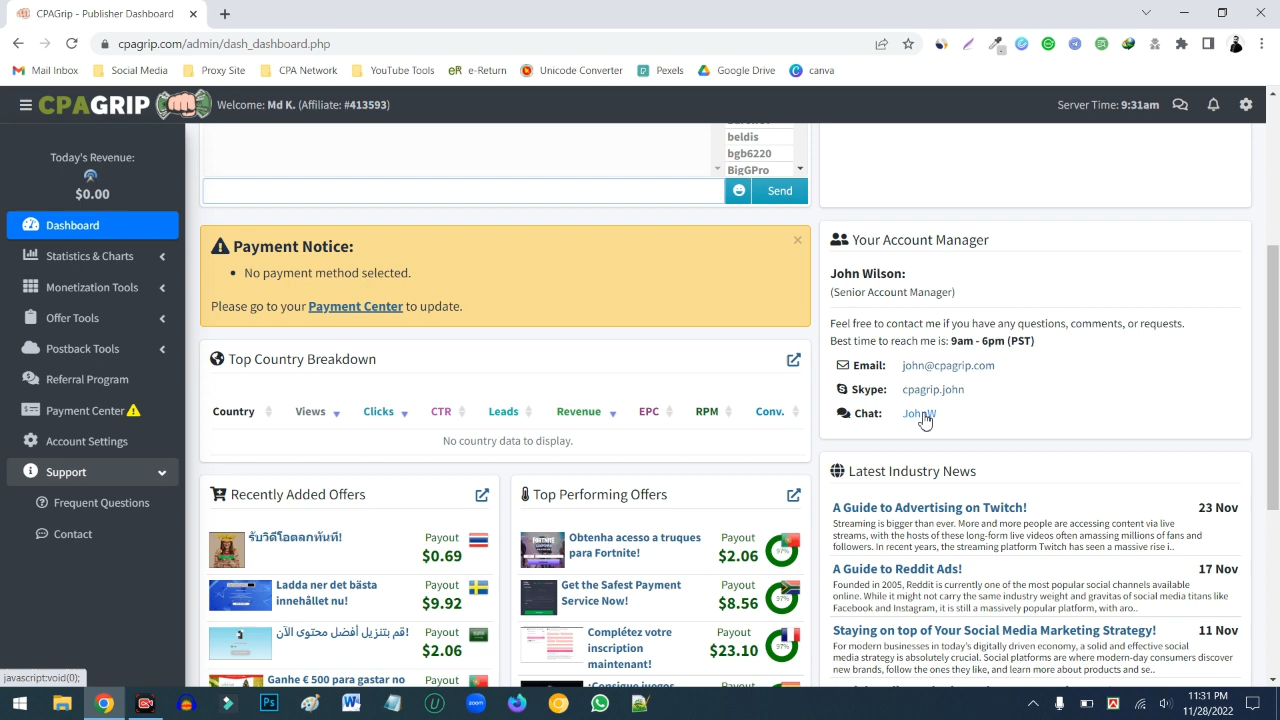 CPAGrip - Publisher Dashboard
cpagrip.com/admin/dash_dashboard.php
Mail Inbox
Social Media
Proxy Site
CPA Network
YouTube Tools
e-Return
Unicode Converter
Pexels
Google Drive
canva
CPAGRIP
Welcome: Md K. (Affiliate: #413593)
Server Time: 9:31am
Today's Revenue:
$0.00
Dashboard
Statistics & Charts
Monetization Tools
Offer Tools
Postback Tools
Referral Program
Payment Center
Account Settings
Support
Frequent Questions
Contact
beldis
bgb6220
BigGPro
Send
Payment Notice:
No payment method selected.
Please go to your Payment Center to update.
Top Country Breakdown
Country Views Clicks CTR Leads Revenue EPC RPM Conv.
No country data to display.
Recently Added Offers
รับวิดีโอตลกทันที!
Payout
$0.69
Ladda ner det bästa
innehållet nu!
Payout
$9.92
قم بتنزيل أفضل محتوى الآن!
Payout
$2.06
Ganhe € 500 para gastar no
Payout
Top Performing Offers
Obtenha acesso a truques
para Fortnite!
Payout
$2.06
97%
Get the Safest Payment
Service Now!
Payout
$8.56
97%
Complétez votre
inscription
maintenant!
Payout
$23.10
97%
¡Consigue juegos
Payout
Your Account Manager
John Wilson:
(Senior Account Manager)
Feel free to contact me if you have any questions, comments, or requests.
Best time to reach me is: 9am - 6pm (PST)
Email: john@cpagrip.com
Skype: cpagrip.john
Chat: JohnW
Latest Industry News
A Guide to Advertising on Twitch! 23 Nov
Streaming is bigger than ever. More and more people are accessing content via live
streams, with the hosts of these long-form live videos often amassing millions of fans and
followers. In recent years, the streaming platform Twitch has seen a massive rise i..
A Guide to Reddit Ads! 17 Nov
Founded in 2005, Reddit is currently one of the most popular social channels available
online. While it might not carry the same industry weight and gravitas of social media titans like
Facebook and Instagram, it is still a massively popular platform, with aro..
Staying on top of Your Social Media Marketing Strategy! 11 Nov
For modern businesses in today's digitally driven economy, a solid and effective social
media strategy is absolutely crucial. Social platforms are where modern-day consumers discover
new brands, follow the ones they like, and learn more about products and se..
javascript:void(0);
11:31 PM
11/28/2022